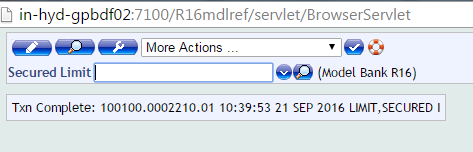 in-hyd-gpbdf02:7100/R16mdlref/servlet/BrowserServlet
More Actions ...
Secured Limit (Model Bank R16)
Txn Complete: 100100.0002210.01 10:39:53 21 SEP 2016 LIMIT,SECURED I